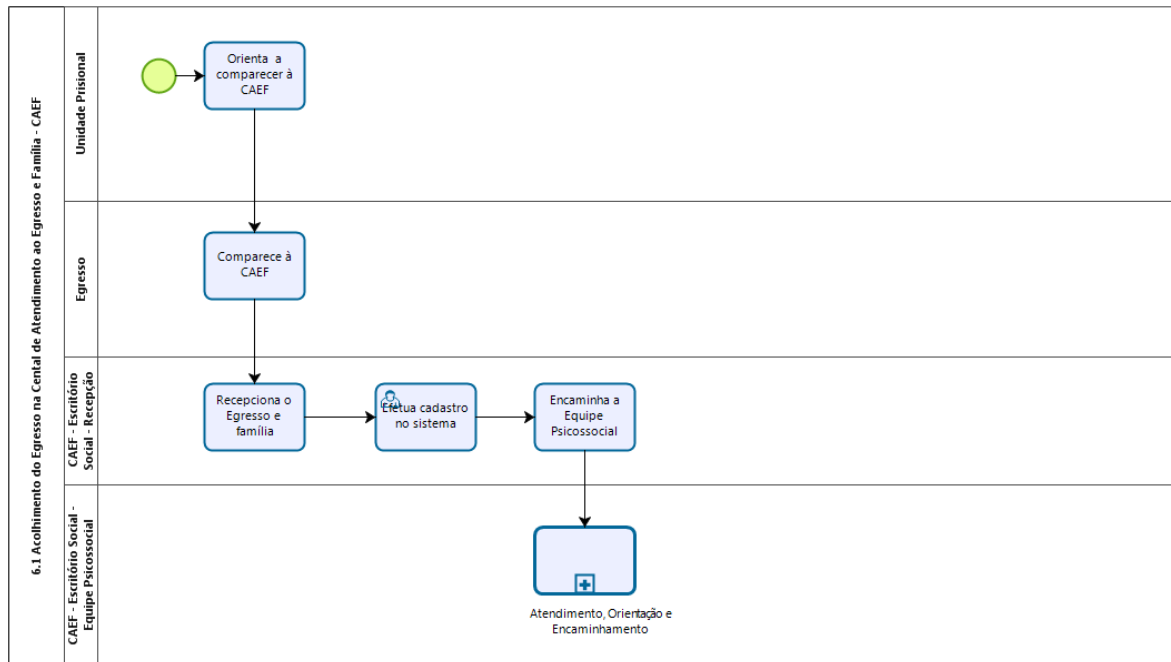 6.1 Acolhimento do Egresso na Cental de Atendimento ao Egresso e Família - CAEF
Unidade Prisional
Orienta a
comparecer à
CAEF
Egresso
Comparece à
CAEF
CAEF - Escritório
Social - Recepção
Recepciona o
Egresso e
família
Efetua cadastro
no sistema
Encaminha a
Equipe
Psicossocial
CAEF - Escritório Social -
Equipe Psicossocial
Atendimento, Orientação e
Encaminhamento